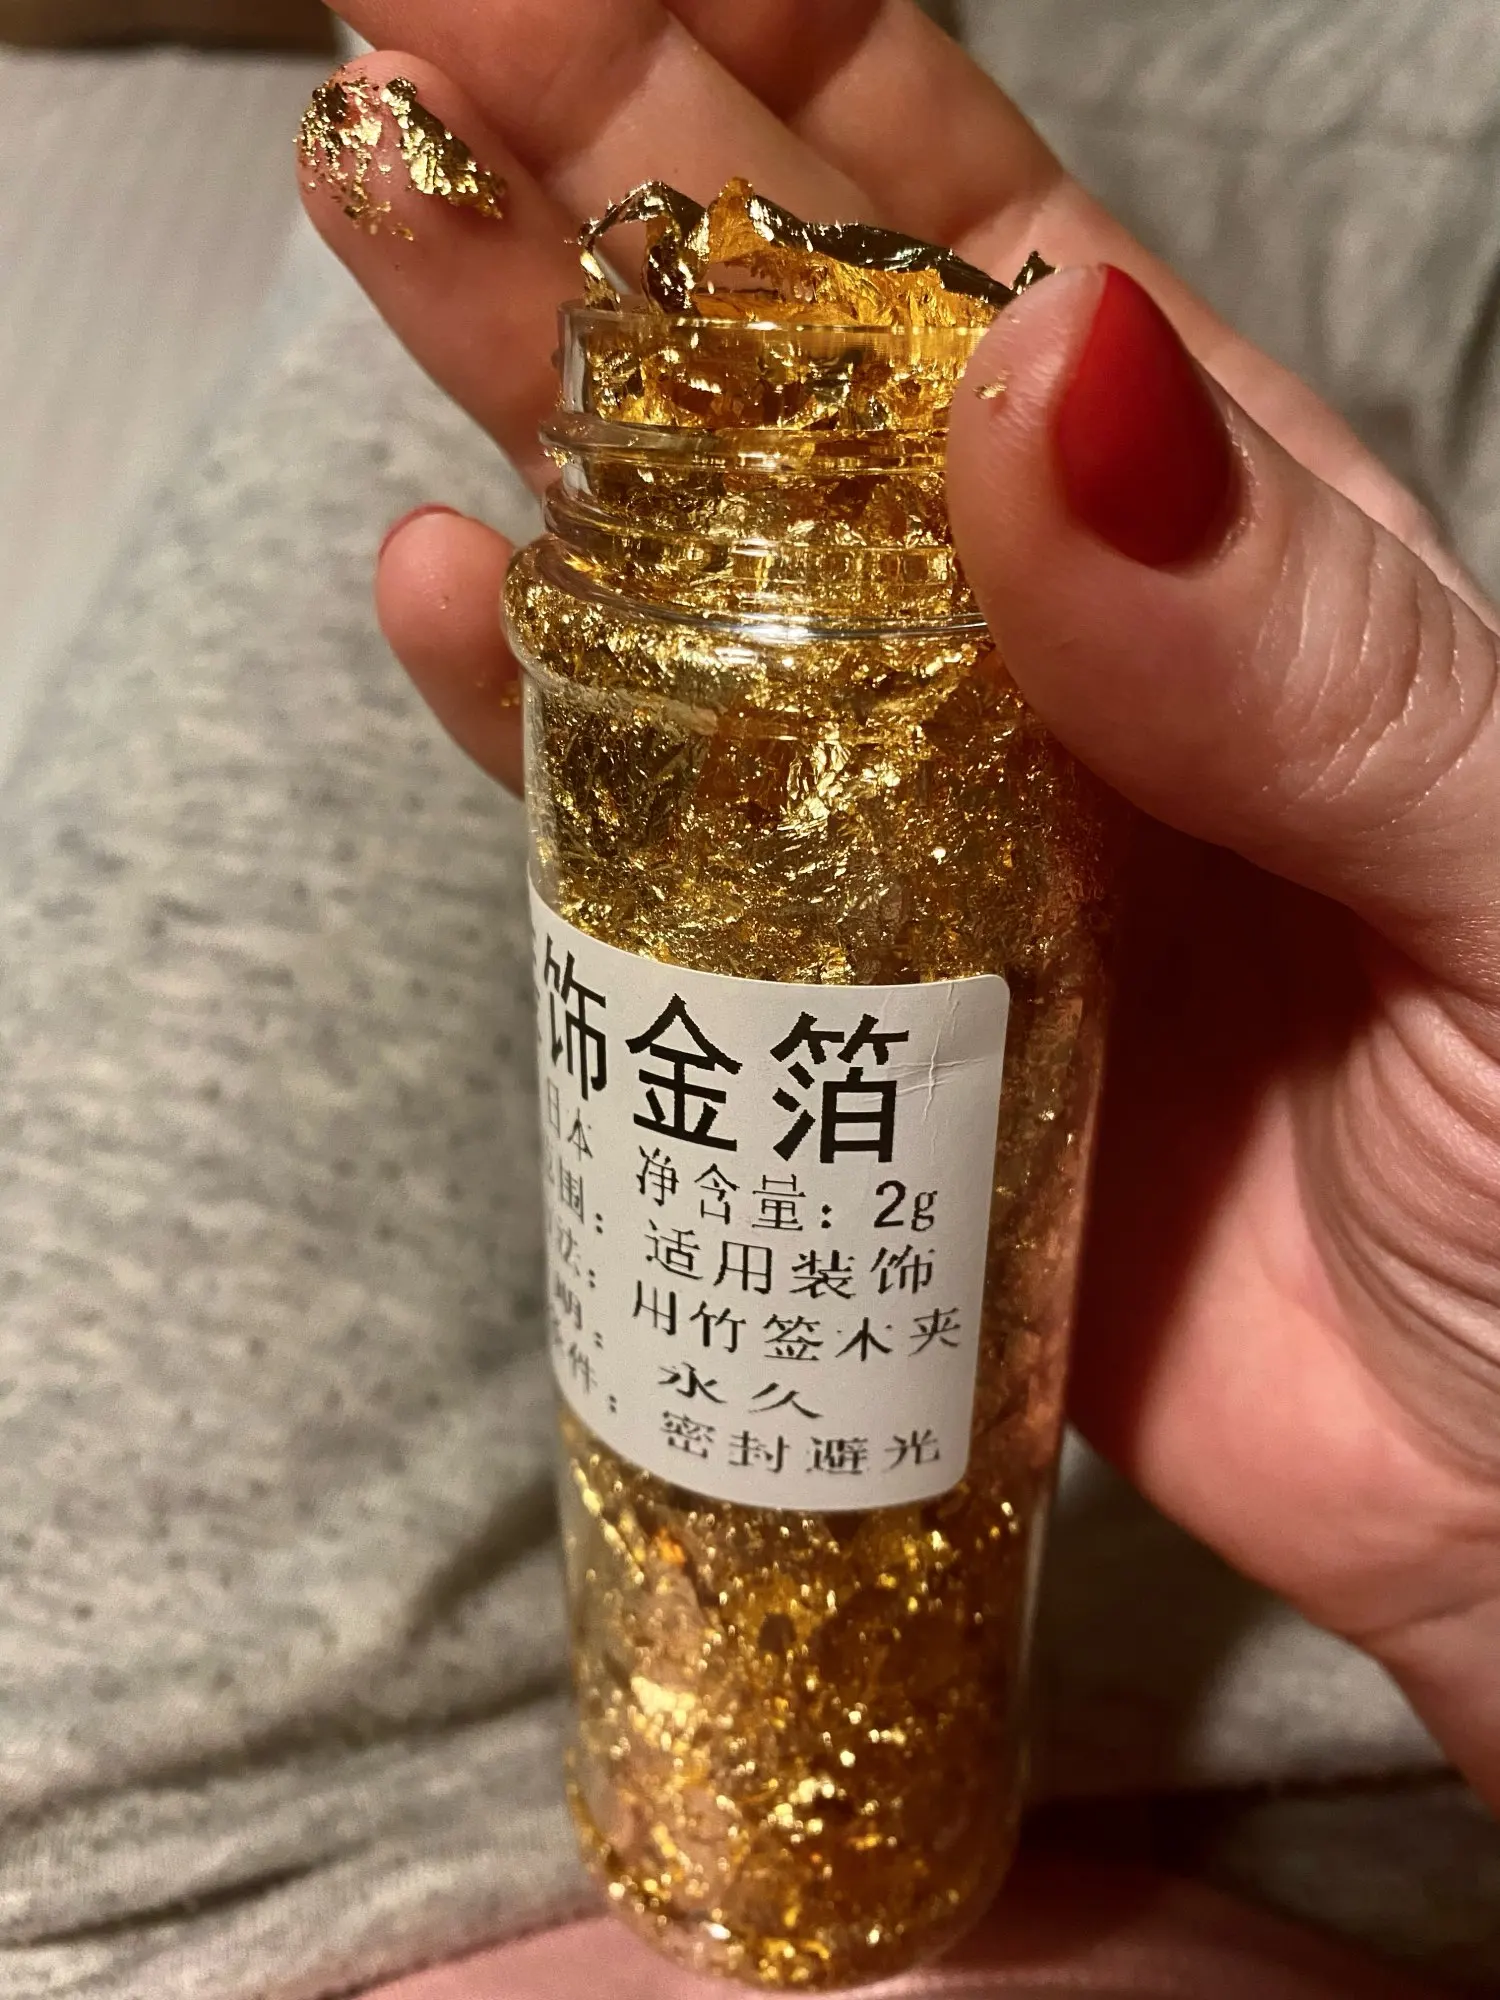 饰金箔
日本 净含量：2g
围：适用装饰
法：用竹签木夹
期：永久
条件：密封避光